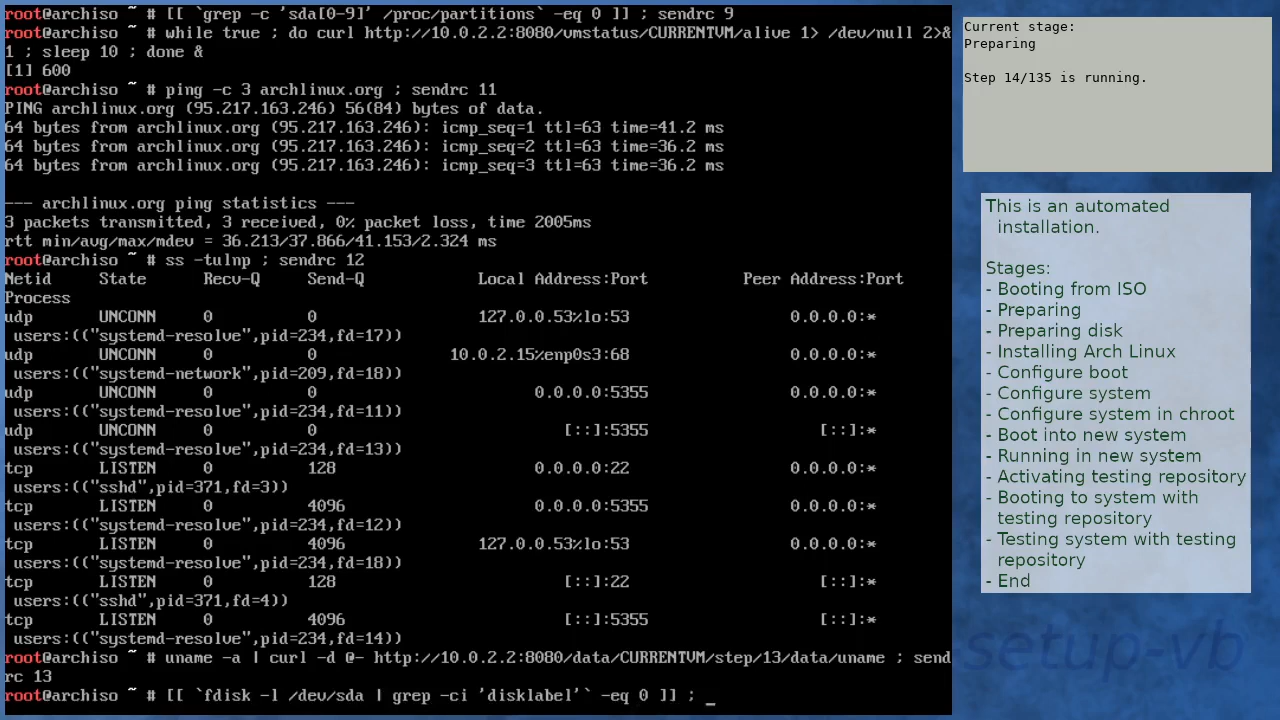 root@archiso ~ # [[ `grep -c 'sda[0-9]' /proc/partitions` -eq 0 ]] ; sendrc 9
root@archiso ~ # while true ; do curl http://10.0.2.2:8080/vmstatus/CURRENTVM/alive 1> /dev/null 2>&
1 ; sleep 10 ; done &
[1] 600
root@archiso ~ # ping -c 3 archlinux.org ; sendrc 11
PING archlinux.org (95.217.163.246) 56(84) bytes of data.
64 bytes from archlinux.org (95.217.163.246): icmp_seq=1 ttl=63 time=41.2 ms
64 bytes from archlinux.org (95.217.163.246): icmp_seq=2 ttl=63 time=36.2 ms
64 bytes from archlinux.org (95.217.163.246): icmp_seq=3 ttl=63 time=36.2 ms
--- archlinux.org ping statistics ---
3 packets transmitted, 3 received, 0% packet loss, time 2005ms
rtt min/avg/max/mdev = 36.213/37.866/41.153/2.324 ms
root@archiso ~ # ss -tulnp ; sendrc 12
Netid State Recv-Q Send-Q Local Address:Port Peer Address:Port
Process
udp UNCONN 0 0 127.0.0.53%lo:53 0.0.0.0:*
users:(("systemd-resolve",pid=234,fd=17))
udp UNCONN 0 0 10.0.2.15%enp0s3:68 0.0.0.0:*
users:(("systemd-network",pid=209,fd=18))
udp UNCONN 0 0 0.0.0.0:5355 0.0.0.0:*
users:(("systemd-resolve",pid=234,fd=11))
udp UNCONN 0 0 [::]:5355 [::]:*
users:(("systemd-resolve",pid=234,fd=13))
tcp LISTEN 0 128 0.0.0.0:22 0.0.0.0:*
users:(("sshd",pid=371,fd=3))
tcp LISTEN 0 4096 0.0.0.0:5355 0.0.0.0:*
users:(("systemd-resolve",pid=234,fd=12))
tcp LISTEN 0 4096 127.0.0.53%lo:53 0.0.0.0:*
users:(("systemd-resolve",pid=234,fd=18))
tcp LISTEN 0 128 [::]:22 [::]:*
users:(("sshd",pid=371,fd=4))
tcp LISTEN 0 4096 [::]:5355 [::]:*
users:(("systemd-resolve",pid=234,fd=14))
root@archiso ~ # uname -a | curl -d @- http://10.0.2.2:8080/data/CURRENTVM/step/13/data/uname ; send
rc 13
root@archiso ~ # [[ `fdisk -l /dev/sda | grep -ci 'disklabel'` -eq 0 ]] ; _
Current stage:
Preparing
Step 14/135 is running.
This is an automated
installation.
Stages:
- Booting from ISO
- Preparing
- Preparing disk
- Installing Arch Linux
- Configure boot
- Configure system
- Configure system in chroot
- Boot into new system
- Running in new system
- Activating testing repository
- Booting to system with
testing repository
- Testing system with testing
repository
- End
setup-vb